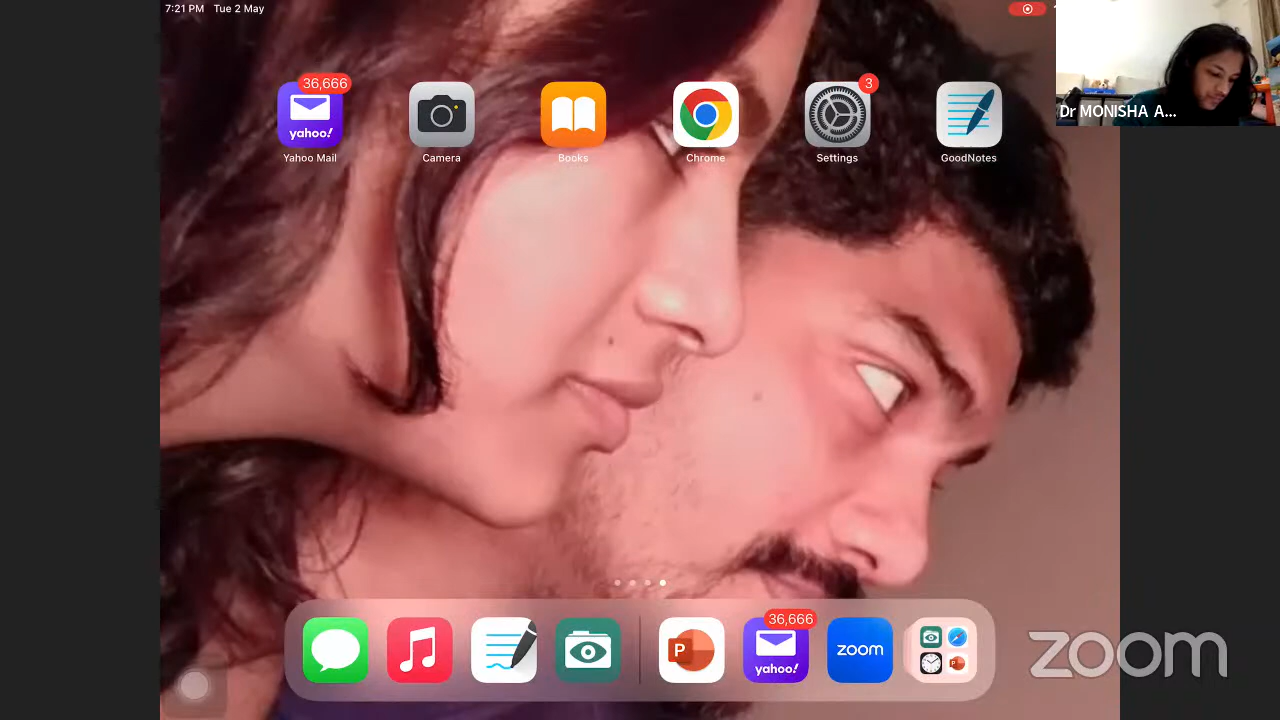 7:21 PM Tue 2 May
36,666
3
yahoo!
Yahoo Mail
Camera
Books
Chrome
Settings
GoodNotes
Dr MONISHA A...
36,666
P
yahoo!
zoom
P
zoom